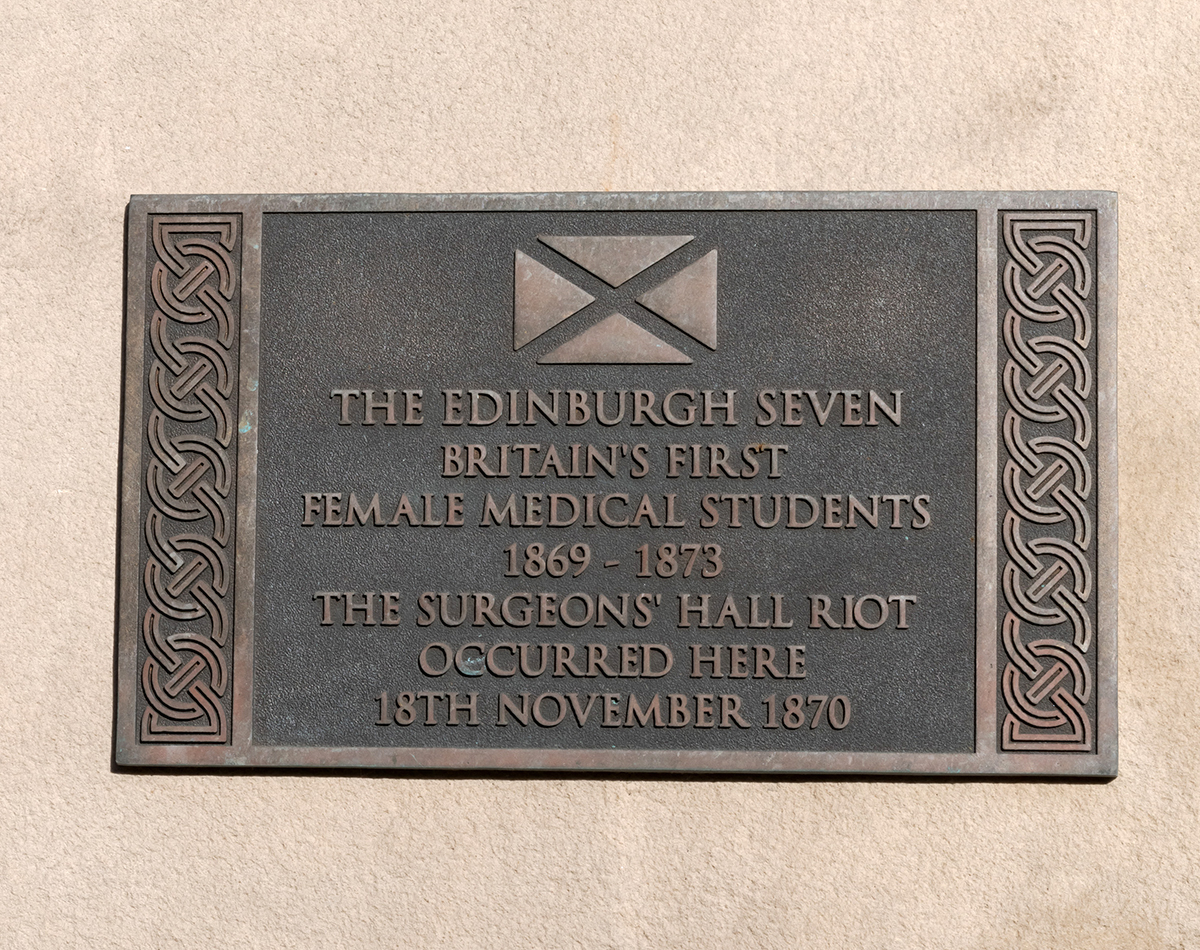 THE EDINBURGH SEVEN
BRITAIN'S FIRST
FEMALE MEDICAL STUDENTS
1869 - 1873
THE SURGEONS' HALL RIOT
OCCURRED HERE
18TH NOVEMBER 1870